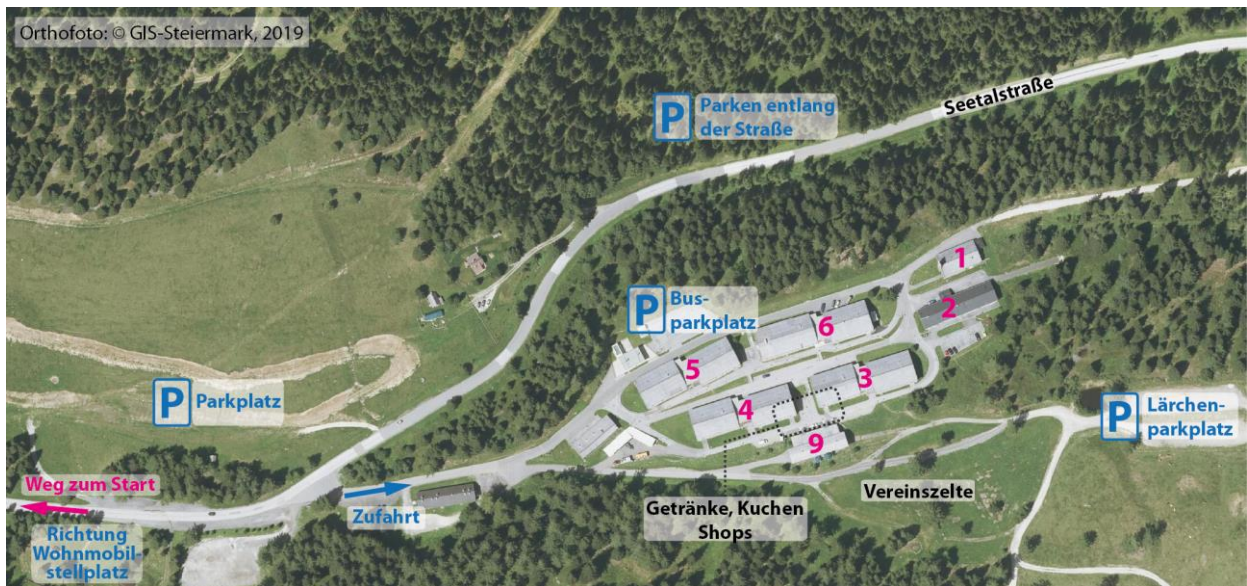 Orthofoto: © GIS-Steiermark, 2019
Seetalstraße
P Parken entlang
der Straße
1
2
P Bus-
parkplatz
6
5
3
4
9
P Parkplatz
P Lärchen-
parkplatz
Weg zum Start
Zufahrt
Vereinszelte
Getränke, Kuchen
Shops
Richtung
Wohnmobil-
stellplatz